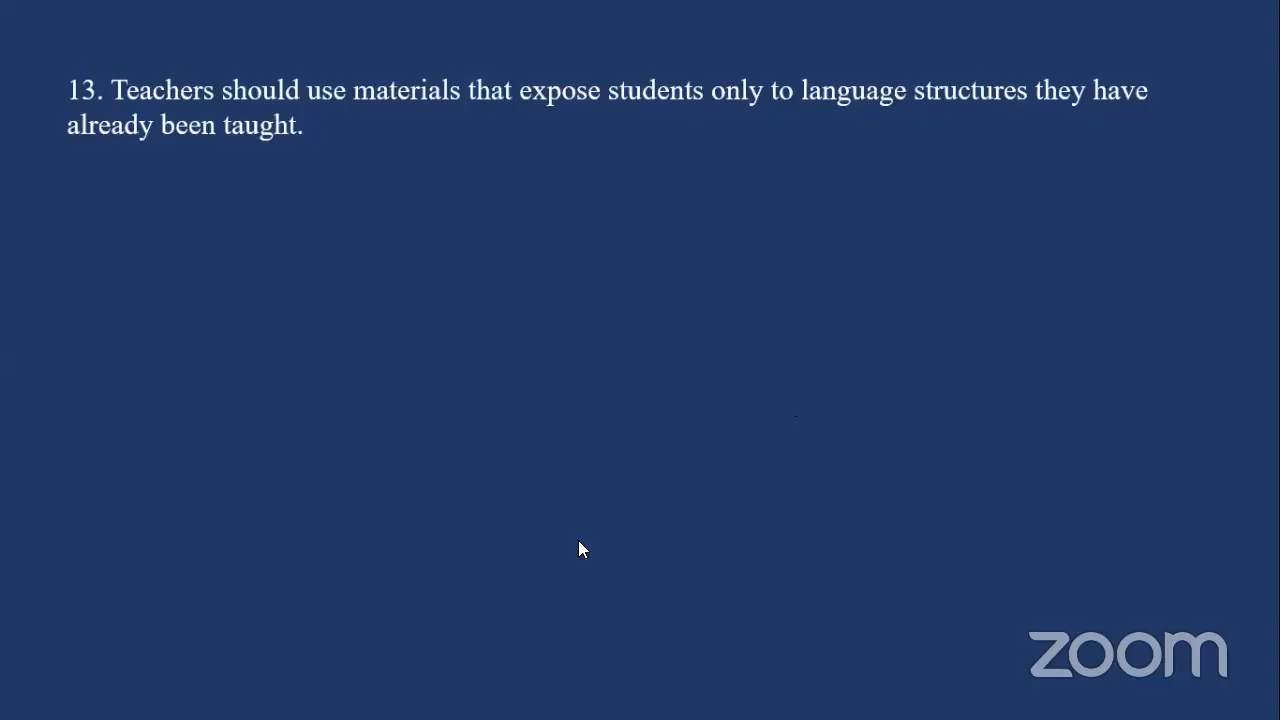 13. Teachers should use materials that expose students only to language structures they have
already been taught.
zoom